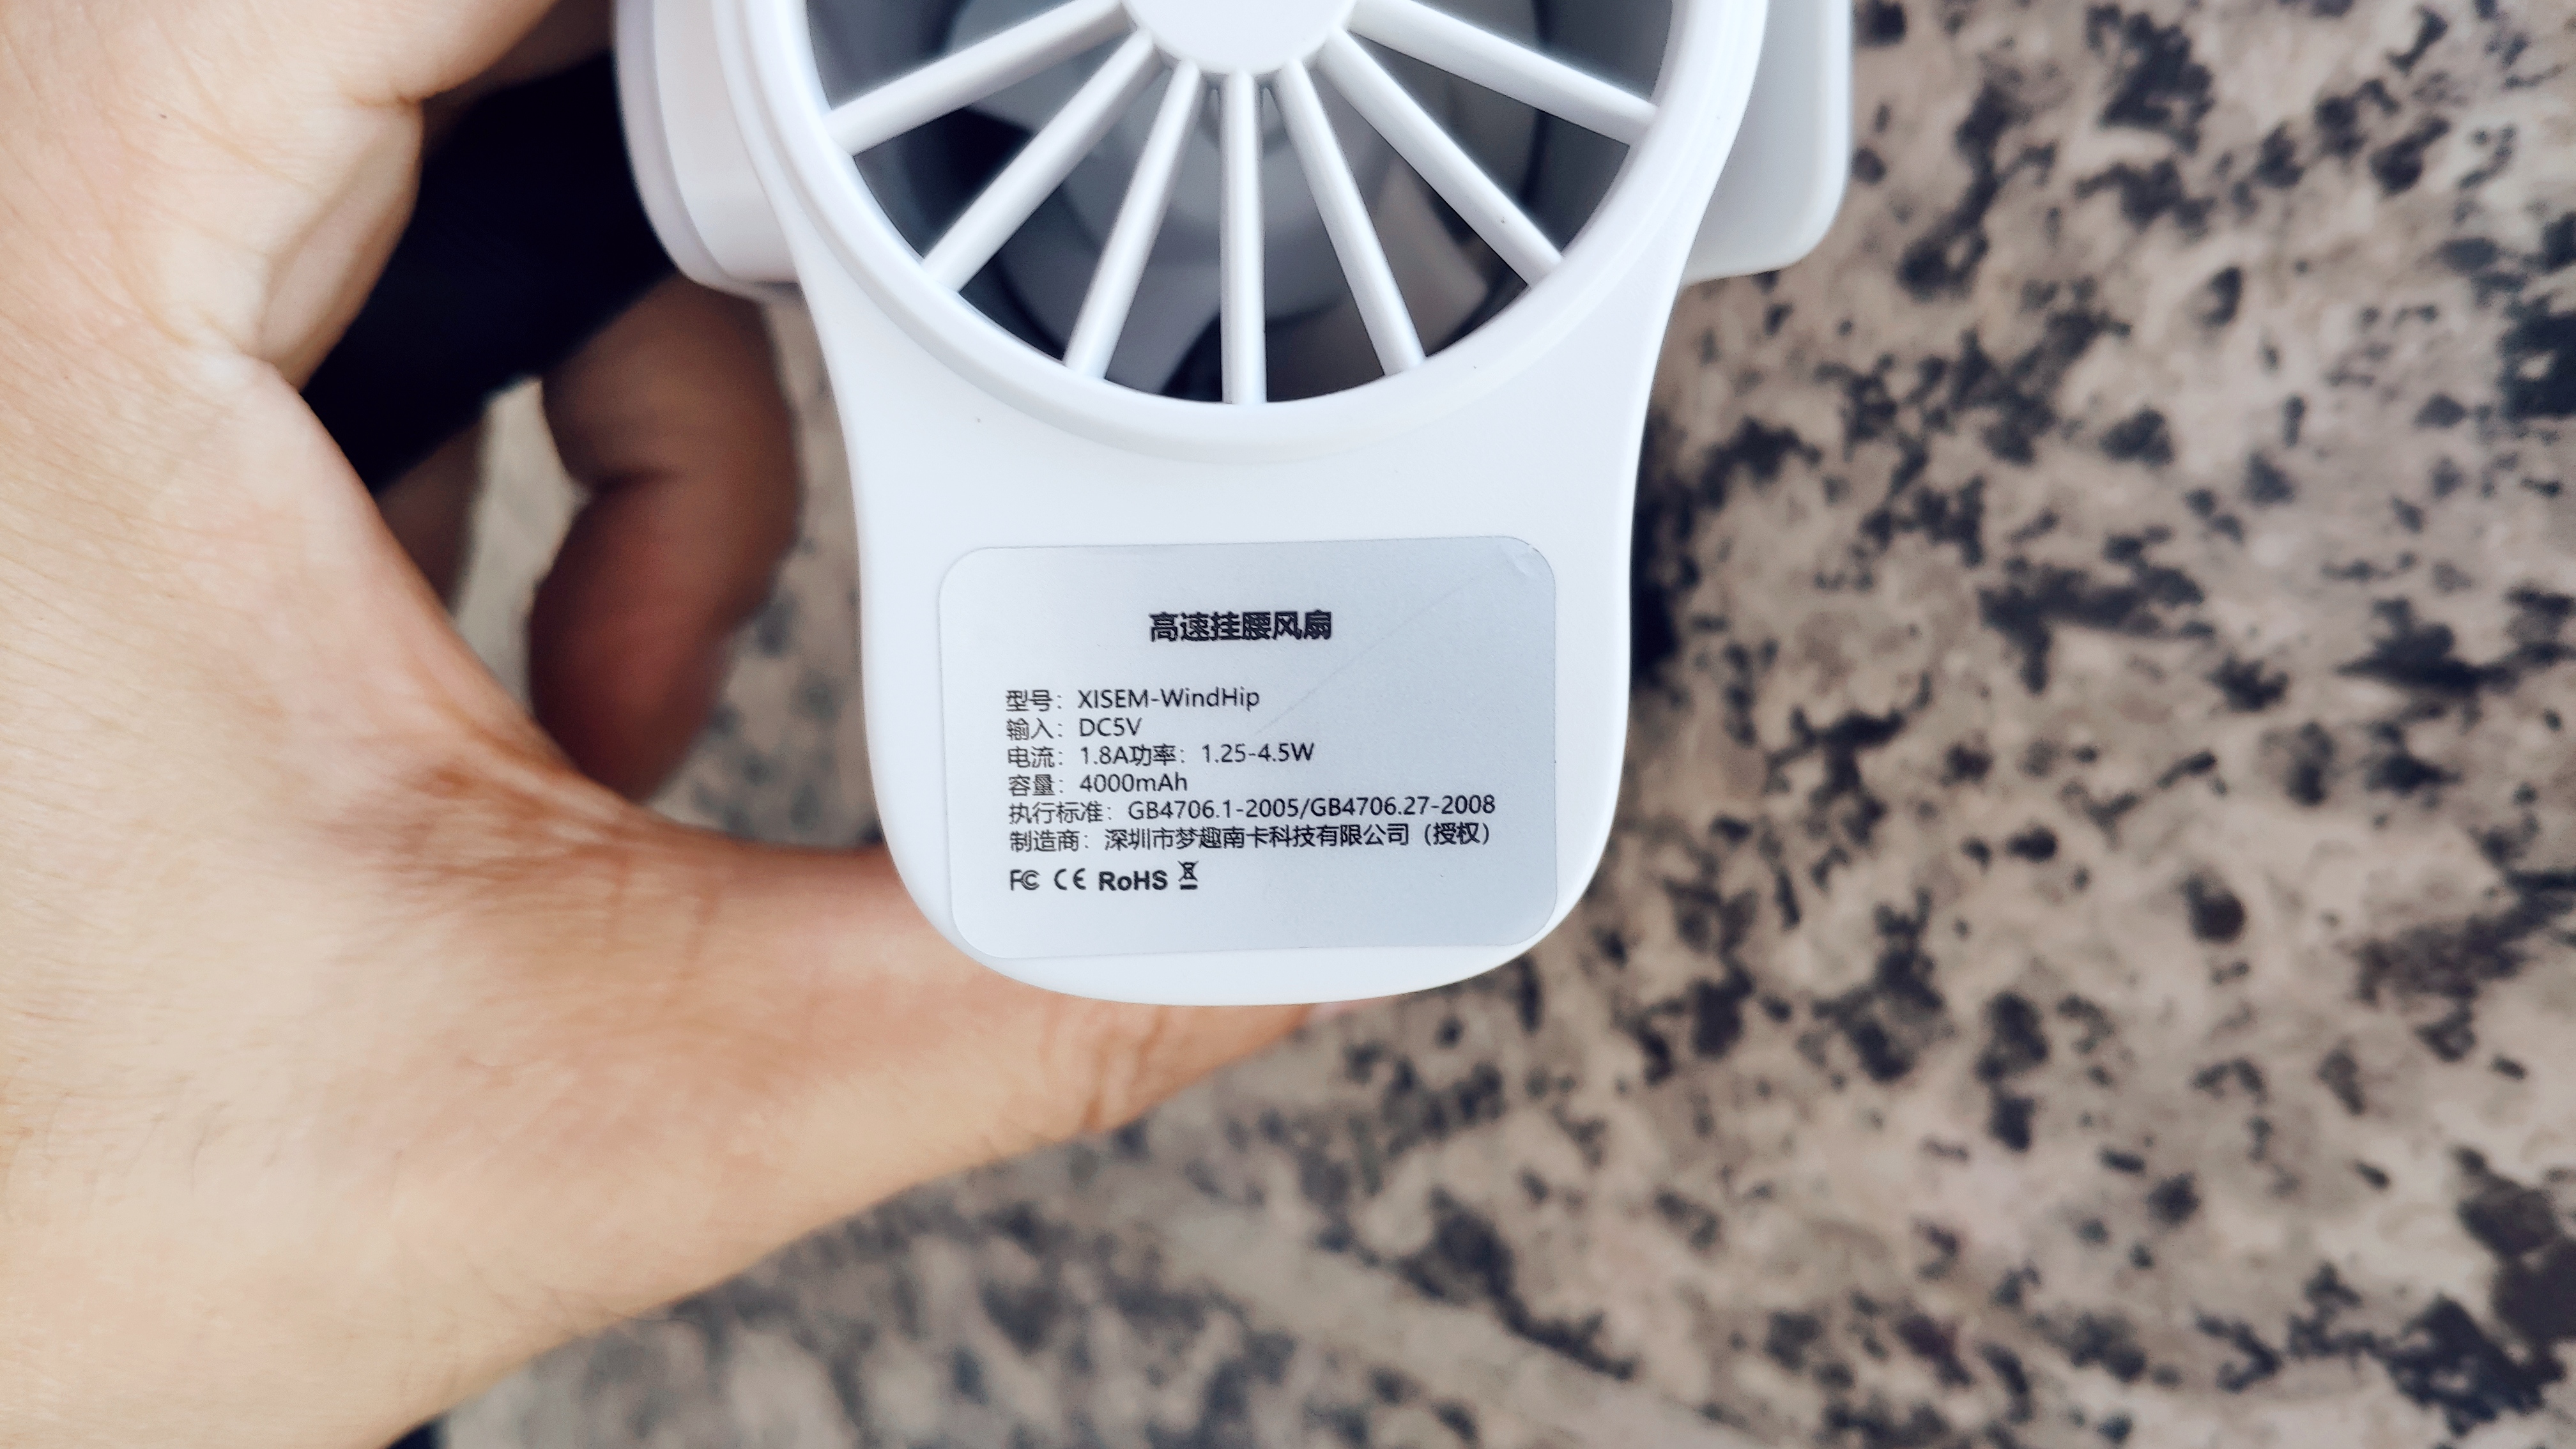 高速挂腰风扇
型号：XISEM-WindHip
输入：DC5V
电流：1.8A功率：1.25-4.5W
容量：4000mAh
执行标准：GB4706.1-2005/GB4706.27-2008
制造商：深圳市梦趣南卡科技有限公司（授权）
FC CE RoHS